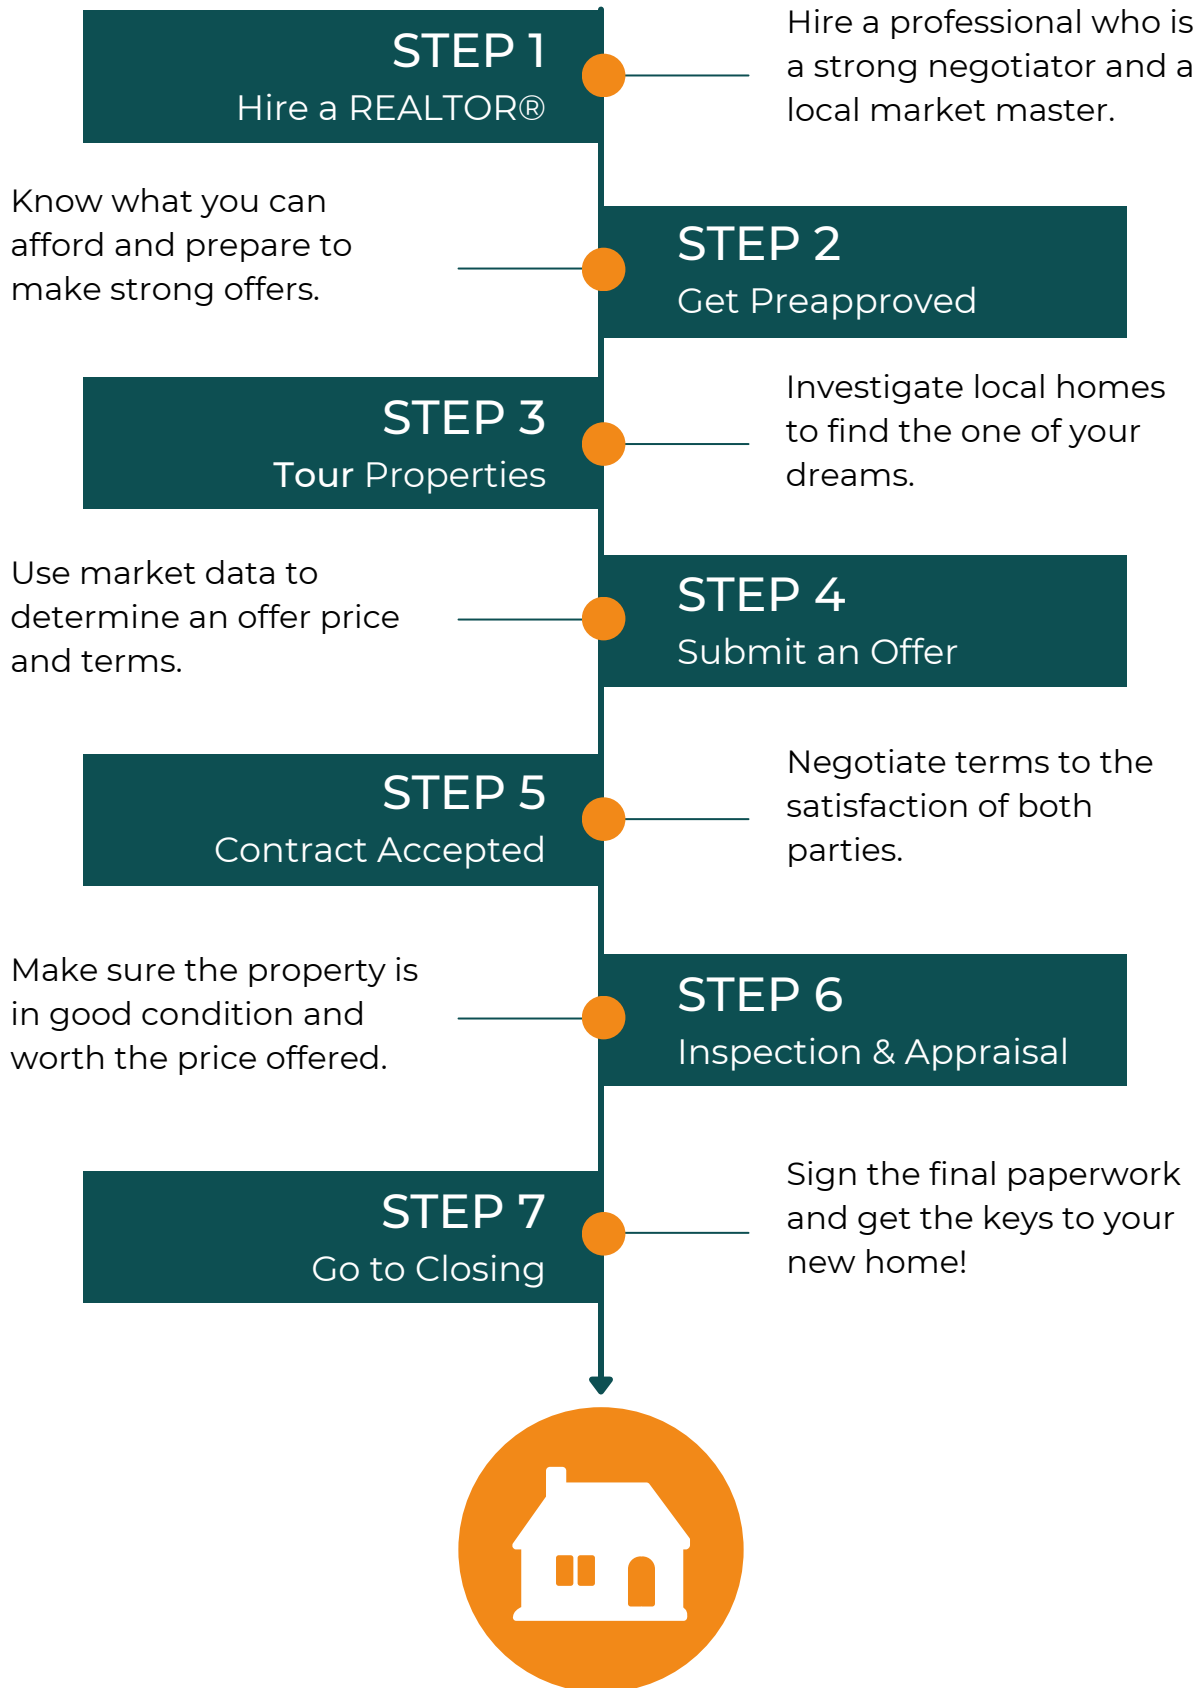 STEP 1
Hire a REALTOR®
Hire a professional who is
a strong negotiator and a
local market master.
STEP 2
Get Preapproved
Know what you can
afford and prepare to
make strong offers.
STEP 3
Tour Properties
Investigate local homes
to find the one of your
dreams.
STEP 4
Submit an Offer
Use market data to
determine an offer price
and terms.
STEP 5
Contract Accepted
Negotiate terms to the
satisfaction of both
parties.
STEP 6
Inspection & Appraisal
Make sure the property is
in good condition and
worth the price offered.
STEP 7
Go to Closing
Sign the final paperwork
and get the keys to your
new home!